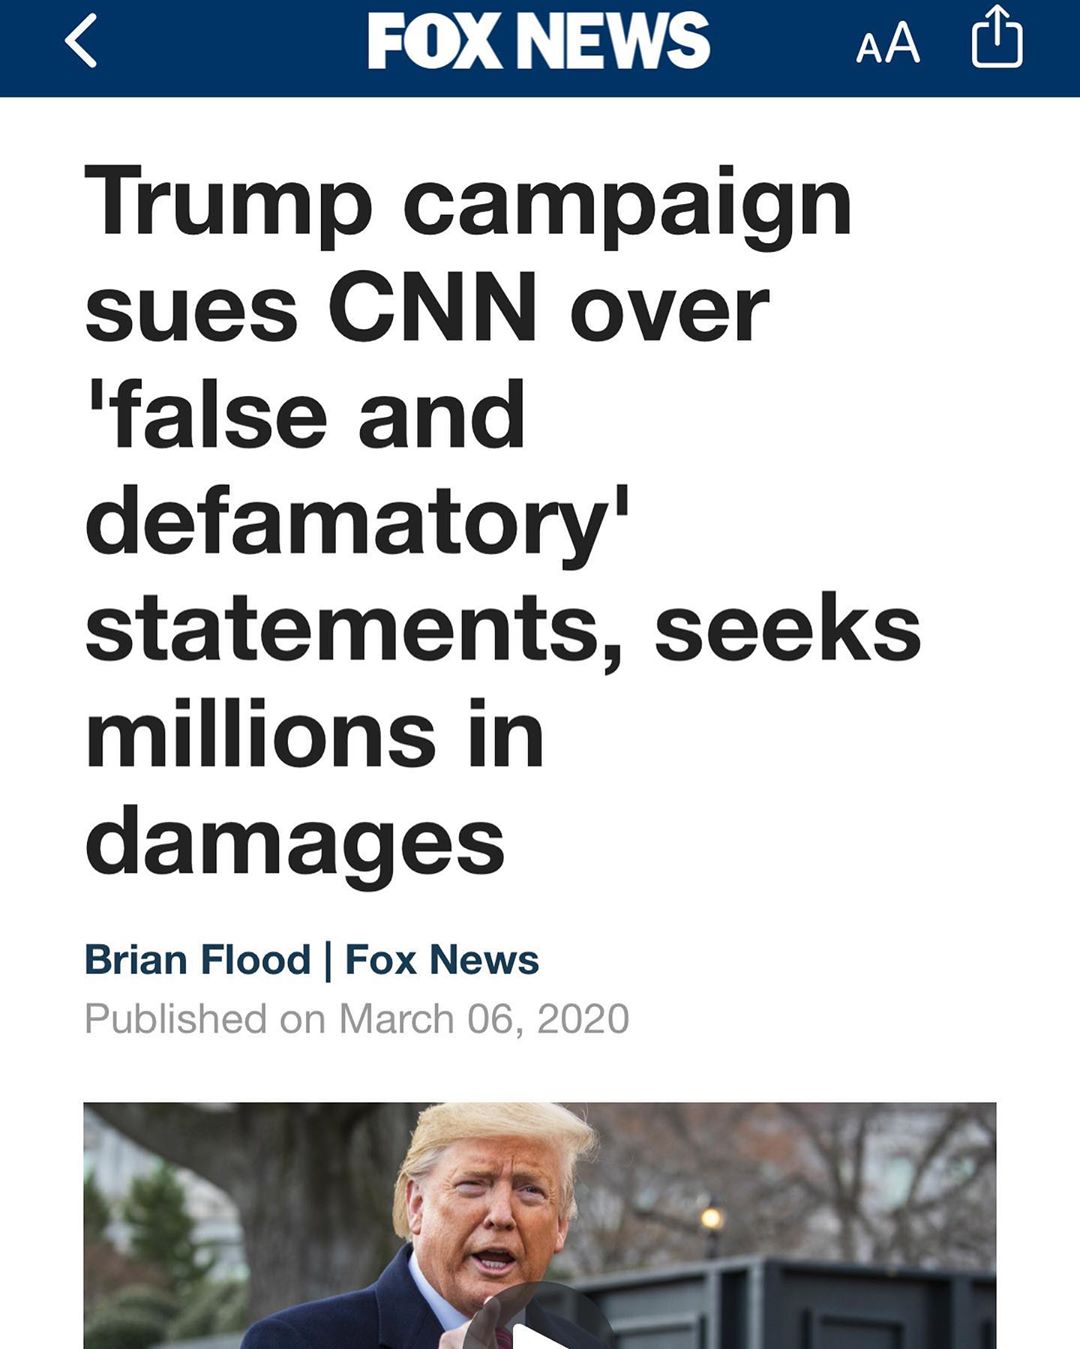 FOX NEWS
AA
Trump campaign
sues CNN over
'false and
defamatory'
statements, seeks
millions in
damages
Brian Flood | Fox News
Published on March 06, 2020